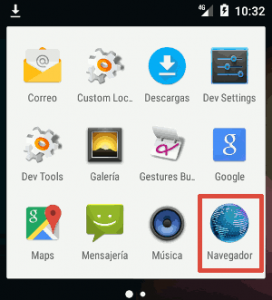 4G 10:32
Correo Custom Loc.. Descargas Dev Settings
Dev Tools Galería Gestures Bu.. Google
Maps Mensajería Música Navegador